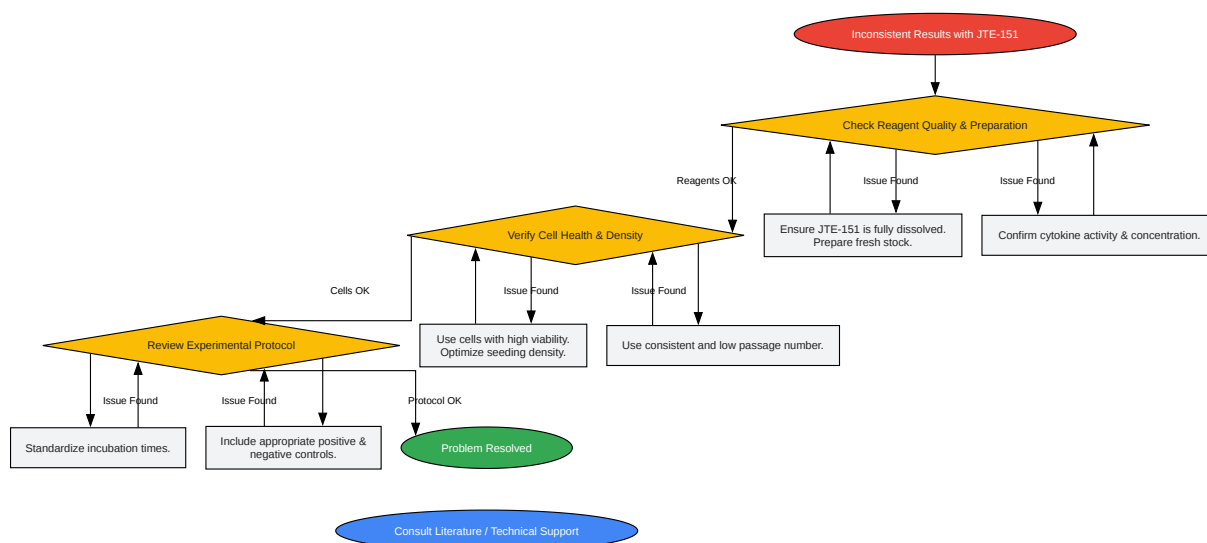 Inconsistent Results with JTE-151
Check Reagent Quality & Preparation
Reagents OK
Issue Found
Issue Found
Ensure JTE-151 is fully dissolved.
Prepare fresh stock.
Confirm cytokine activity & concentration.
Verify Cell Health & Density
Cells OK
Issue Found
Issue Found
Use cells with high viability.
Optimize seeding density.
Use consistent and low passage number.
Review Experimental Protocol
Issue Found
Issue Found
Protocol OK
Standardize incubation times.
Include appropriate positive &
negative controls.
Problem Resolved
Consult Literature / Technical Support